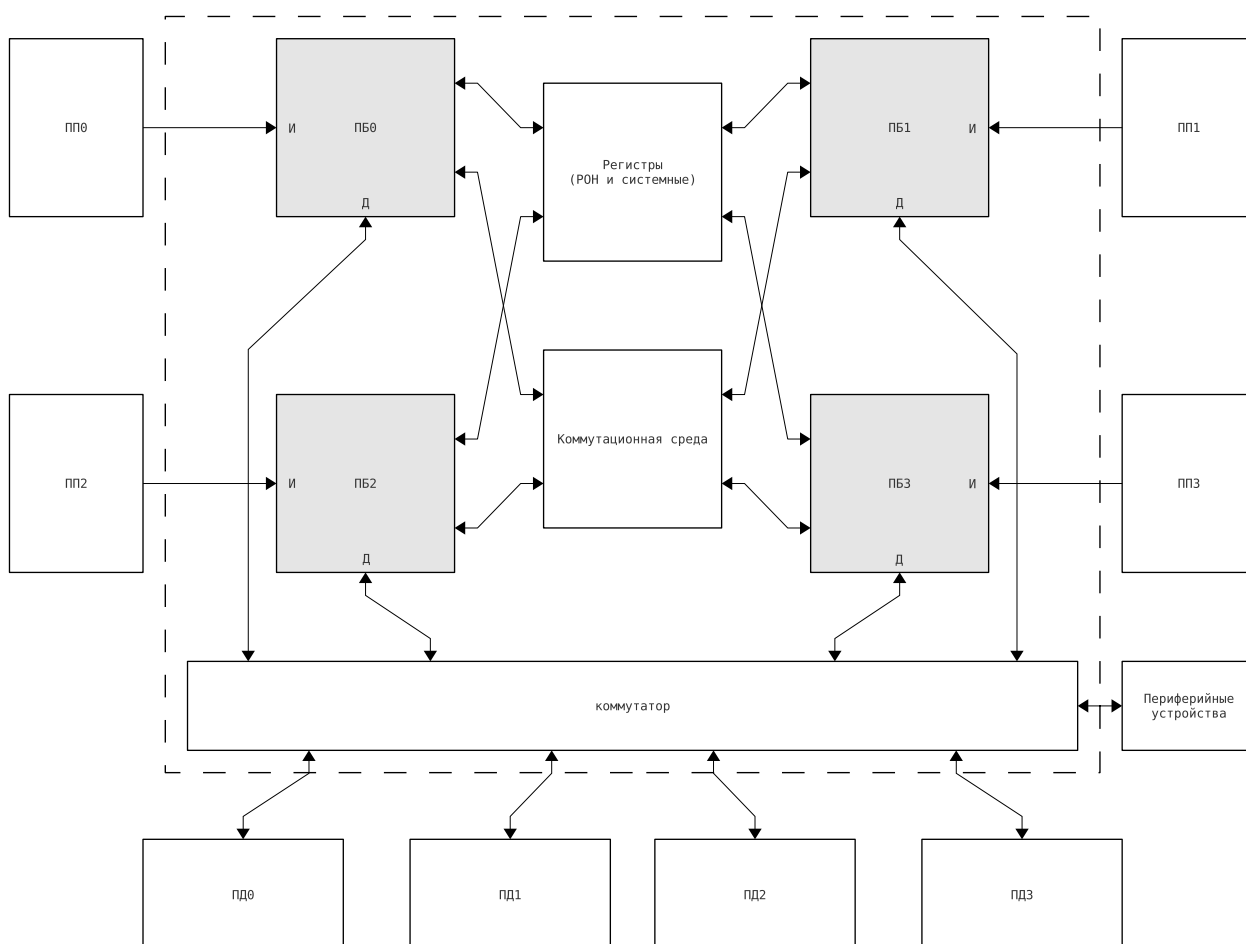 ПП0
И
ПБ0
Д
Регистры
(РОН и системные)
ПБ1
И
Д
ПП1
ПП2
И
ПБ2
Д
Коммутационная среда
ПБ3
И
Д
ПП3
коммутатор
Периферийные
устройства
ПД0
ПД1
ПД2
ПД3